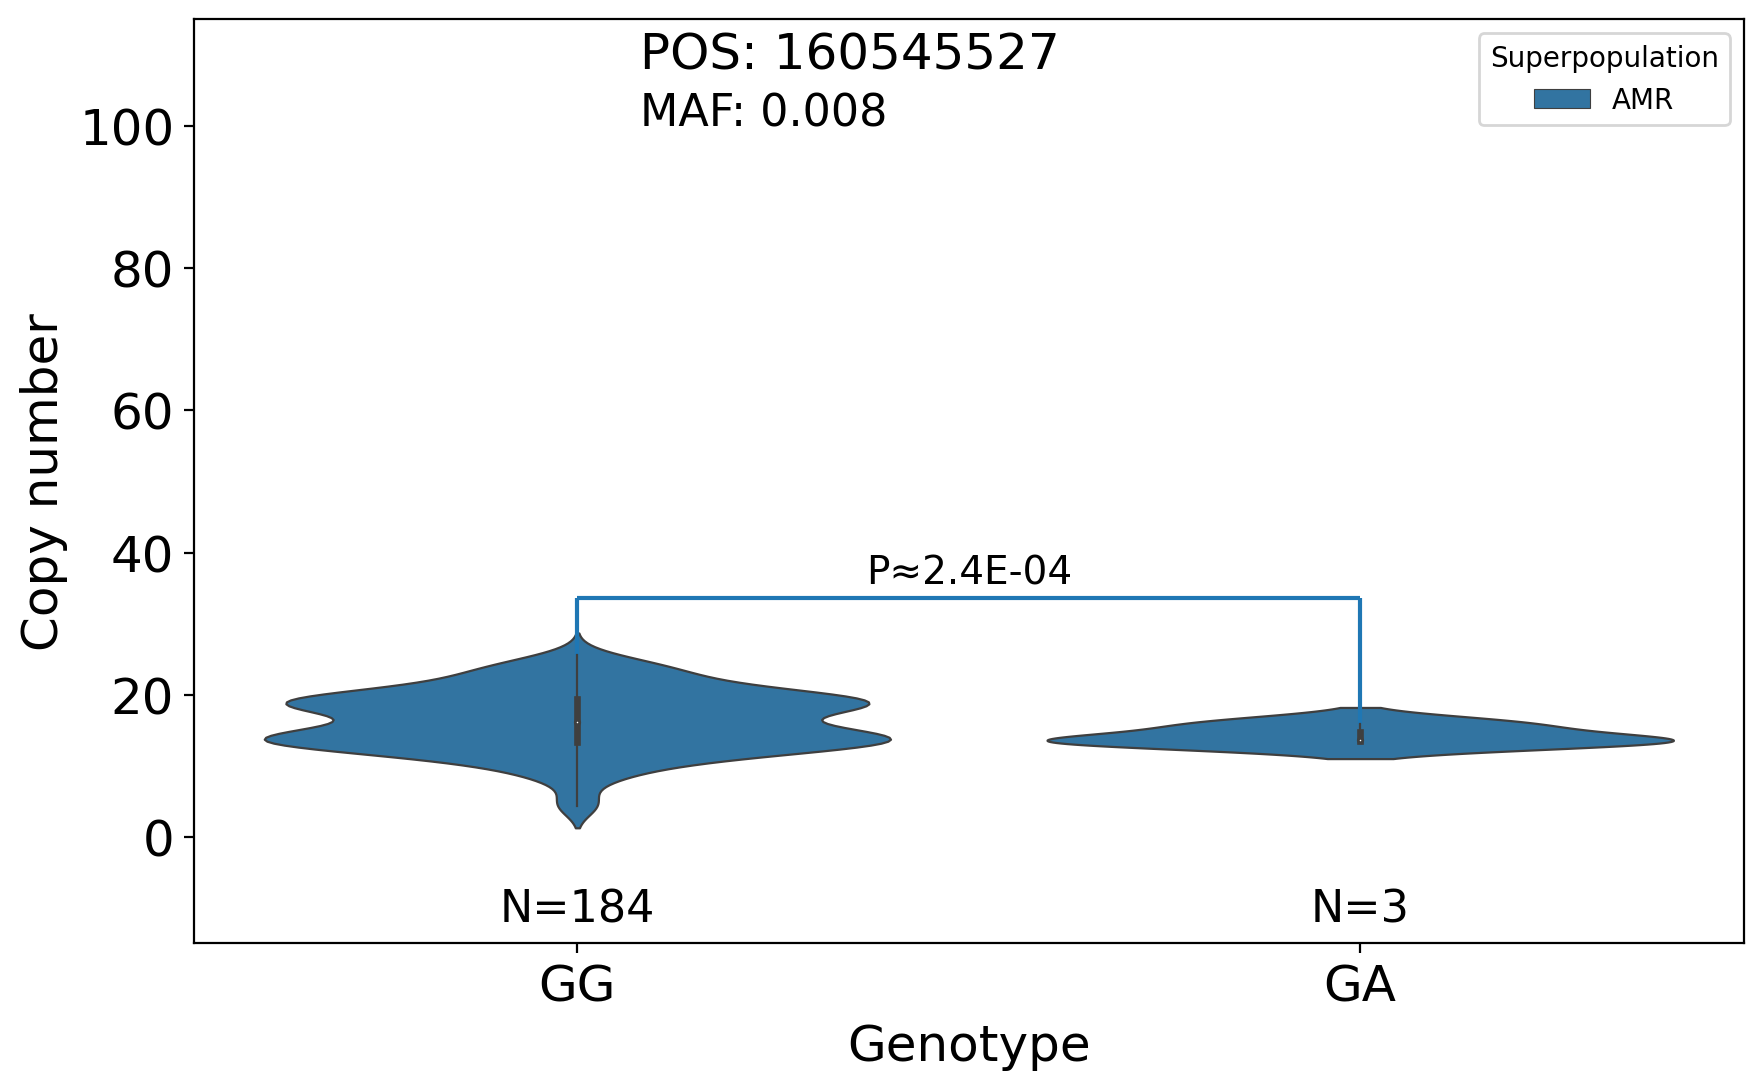 POS: 160545527
MAF: 0.008
Superpopulation
AMR
100
80
60
40
20
0
Copy number
P≈2.4E-04
N=184
N=3
GG
GA
Genotype